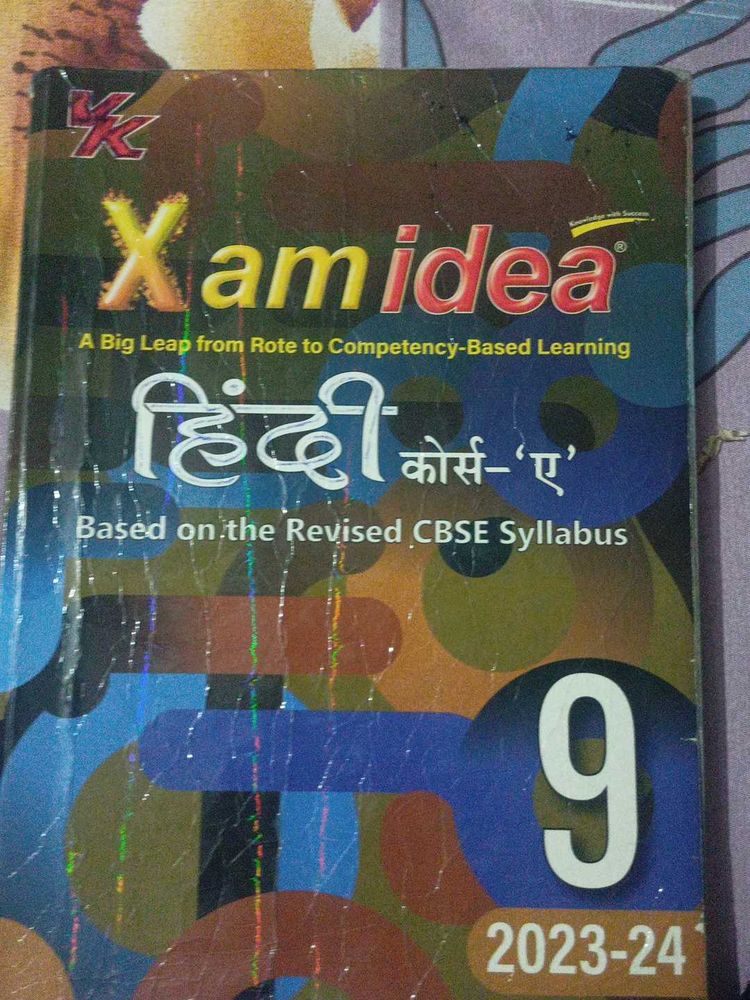 VK
Knowledge with Success
Xam idea®
A Big Leap from Rote to Competency-Based Learning
हिंदी कोर्स-‘ए’
Based on the Revised CBSE Syllabus
9
2023-24